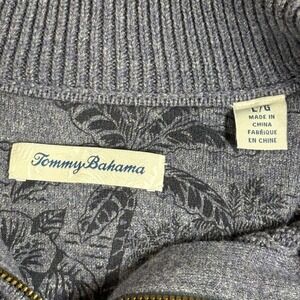 Tommy Bahama
L/G
MADE IN
CHINA
FABRIQUÉ
EN CHINE